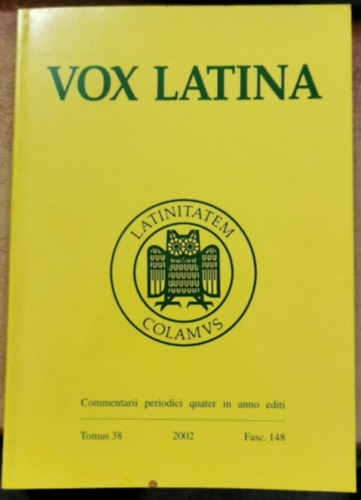 VOX LATINA
LATINITATEM
COLAMVS
Commentarii periodici quater in anno editi
Tomus 38 2002 Fasc. 148